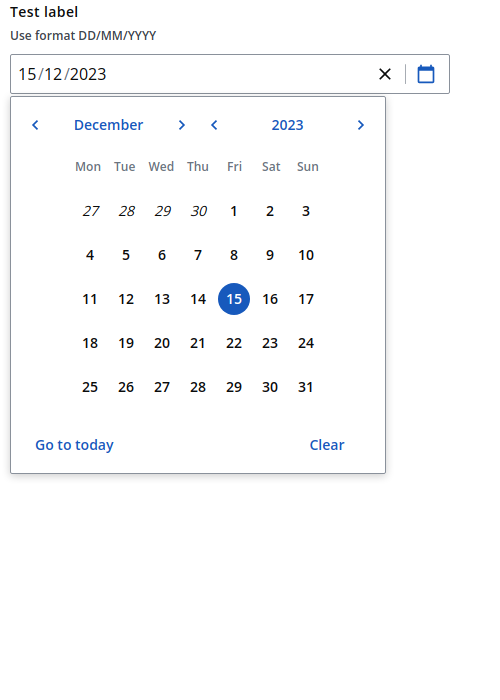 Test label
Use format DD/MM/YYYY
15/12/2023
December 2023
Mon Tue Wed Thu Fri Sat Sun
27 28 29 30 1 2 3
4 5 6 7 8 9 10
11 12 13 14 15 16 17
18 19 20 21 22 23 24
25 26 27 28 29 30 31
Go to today Clear